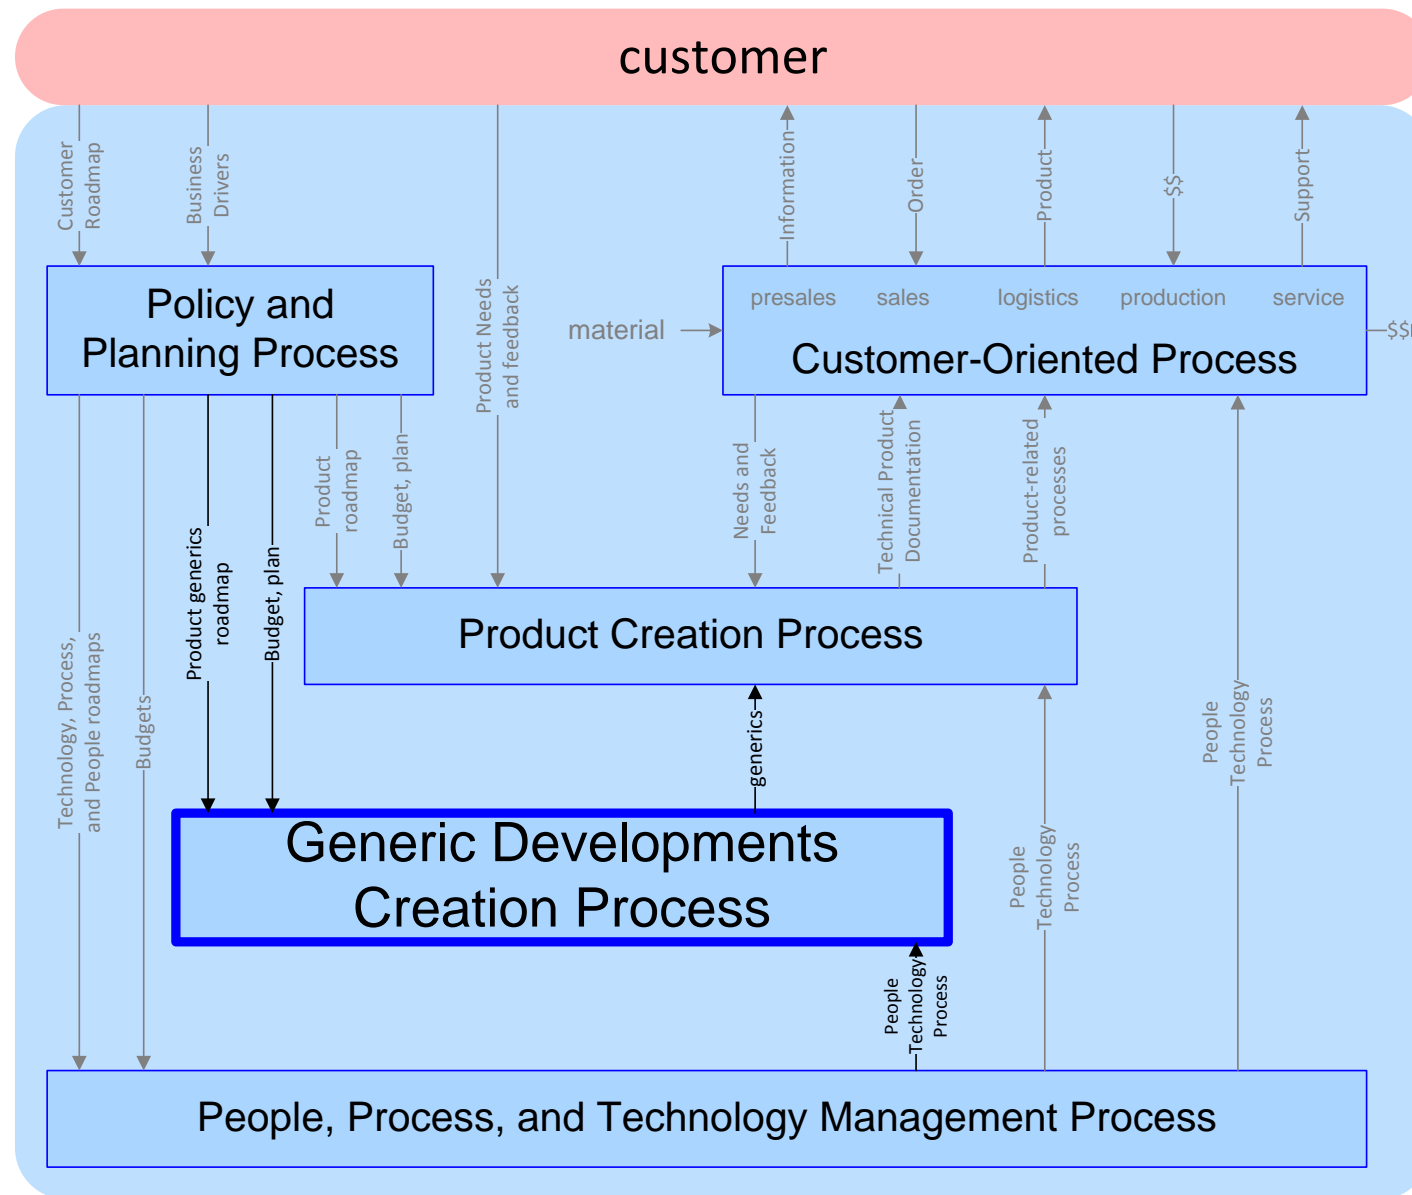 customer
Customer
Roadmap
Business
Drivers
Product Needs
and feedback
Information
Order
Product
$$
Support
Policy and
Planning Process
material
presales
sales
logistics
production
service
Customer-Oriented Process
$$
Technology, Process,
and People roadmaps
Budgets
Product generics
roadmap
Budget, plan
Product
roadmap
Budget, plan
Needs and
Feedback
Technical Product
Documentation
Product-related
processes
Product Creation Process
generics
People
Technology
Process
People
Technology
Process
Generic Developments
Creation Process
People
Technology
Process
People, Process, and Technology Management Process